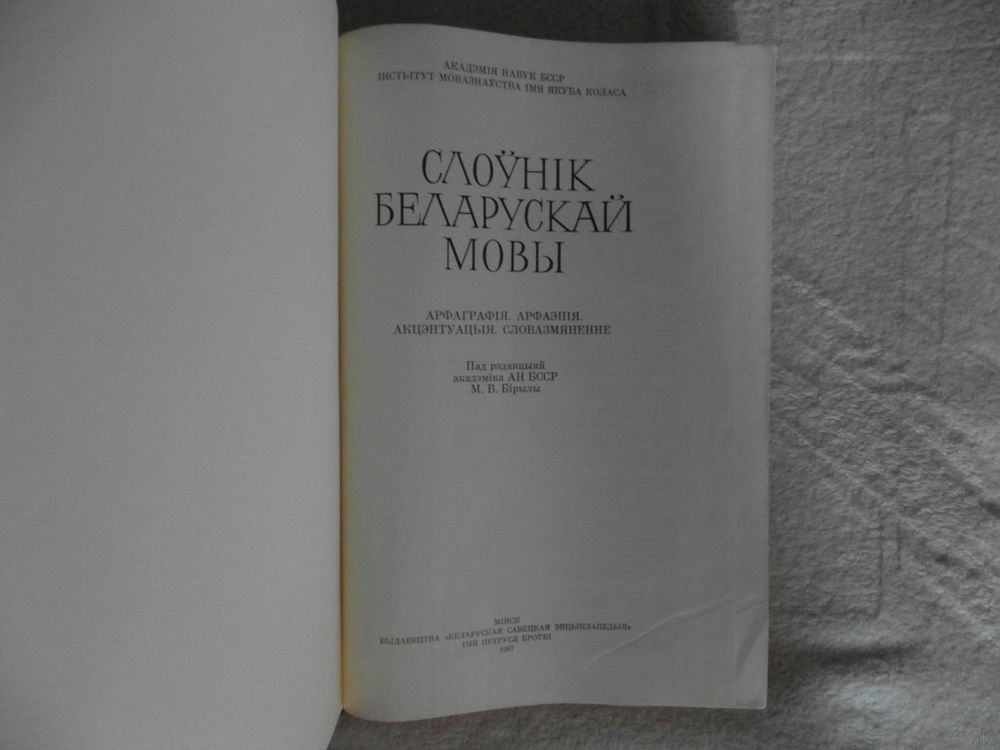 АКАДЭМІЯ НАВУК БССР
ІНСТЫТУТ МОВАЗНАЎСТВА ІМЯ ЯКУБА КОЛАСА
СЛОЎНІК
БЕЛАРУСКАЙ
МОВЫ
АРФАГРАФІЯ. АРФАЭПІЯ.
АКЦЭНТУАЦЫЯ. СЛОВАЗМЯНЕННЕ
Пад рэдакцыяй
акадэміка АН БССР
М. В. Бірылы
МІНСК
ВЫДАВЕЦТВА «БЕЛАРУСКАЯ САВЕЦКАЯ ЭНЦЫКЛАПЕДЫЯ»
ІМЯ ПЕТРУСЯ БРОЎКІ
1987